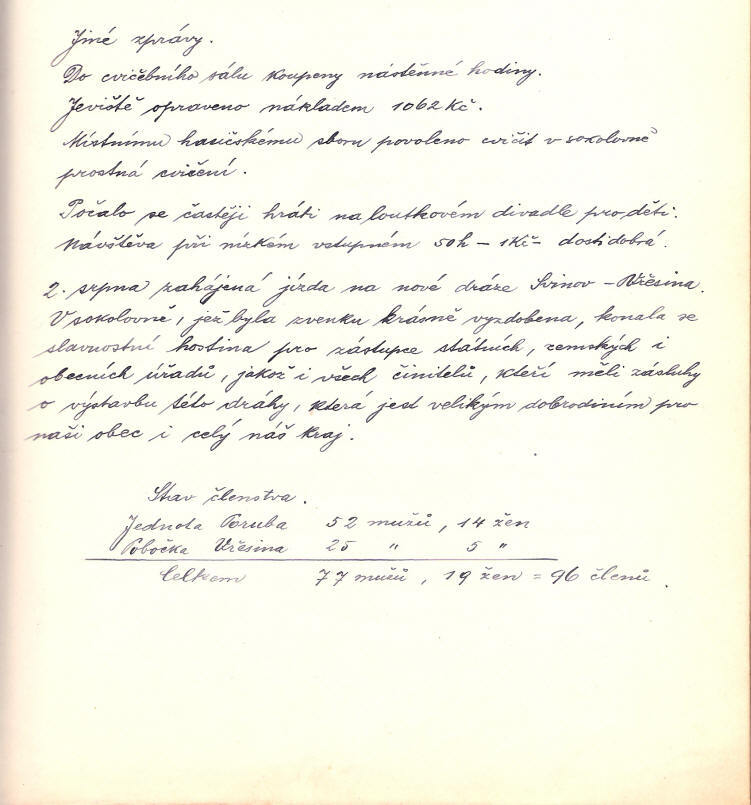 Jiné zprávy.
Do cvičebního sálu koupeny nástěnné hodiny.
Jeviště opraveno nákladem 1062 Kč.
Místnímu hasičskému sboru povoleno cvičit v sokolovně
prostná cvičení.
Počalo se častěji hráti na loutkovém divadle pro děti.
Návštěva při nízkém vstupném 50 h – 1 Kč – dosti dobrá.
2. srpna zahájená jízda na nové dráze Svinov – Vřesina.
V sokolovně, jež byla zvenku krásně vyzdobena, konala se
slavnostní hostina pro zástupce státních, zemských i
obecních úřadů, jakož i všech činitelů, kteří měli zásluhy
o výstavbu této dráhy, která jest velikým dobrodiním pro
naši obec i celý náš kraj.
Stav členstva.
Jednota Poruba 52 mužů, 14 žen
Pobočka Vřesina 25 " 5 "
Celkem 77 mužů, 19 žen = 96 členů.